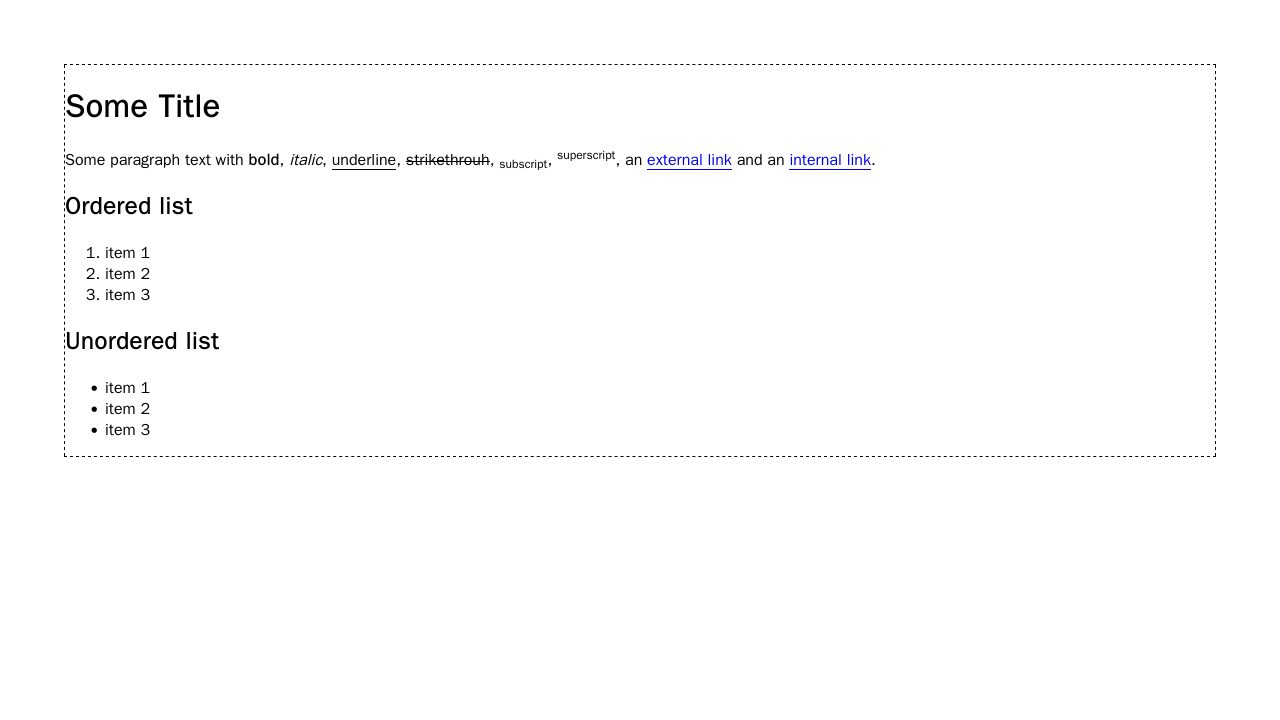 Some Title
Some paragraph text with bold, italic, underline, strikethrouh, subscript, superscript, an external link and an internal link.
Ordered list
1. item 1
2. item 2
3. item 3
Unordered list
• item 1
• item 2
• item 3